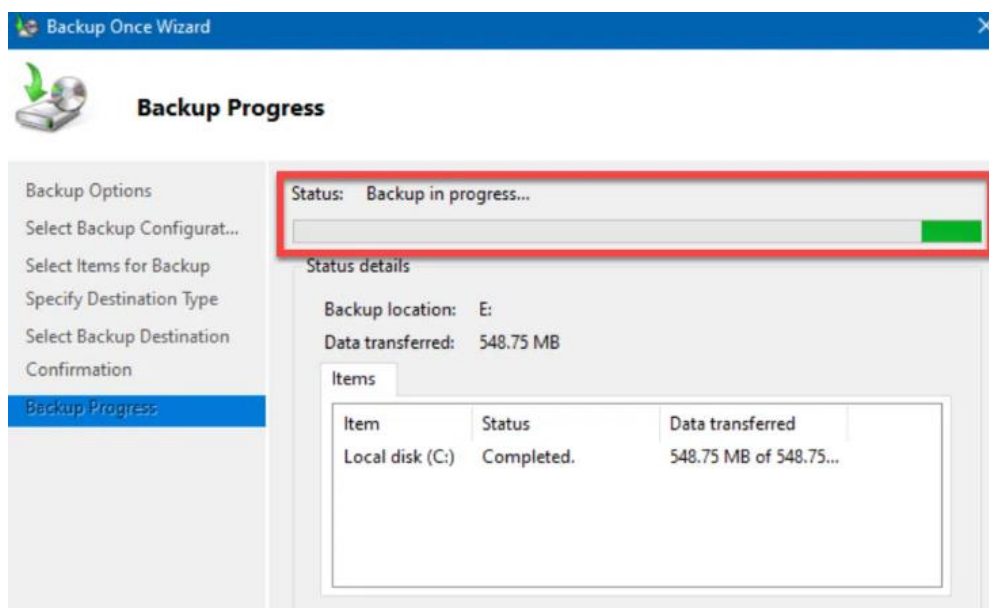 Backup Once Wizard
Backup Progress
Backup Options
Select Backup Configurat...
Select Items for Backup
Specify Destination Type
Select Backup Destination
Confirmation
Backup Progress
Status: Backup in progress...
Status details
Backup location: E:
Data transferred: 548.75 MB
Items
Item Status Data transferred
Local disk (C:) Completed. 548.75 MB of 548.75...